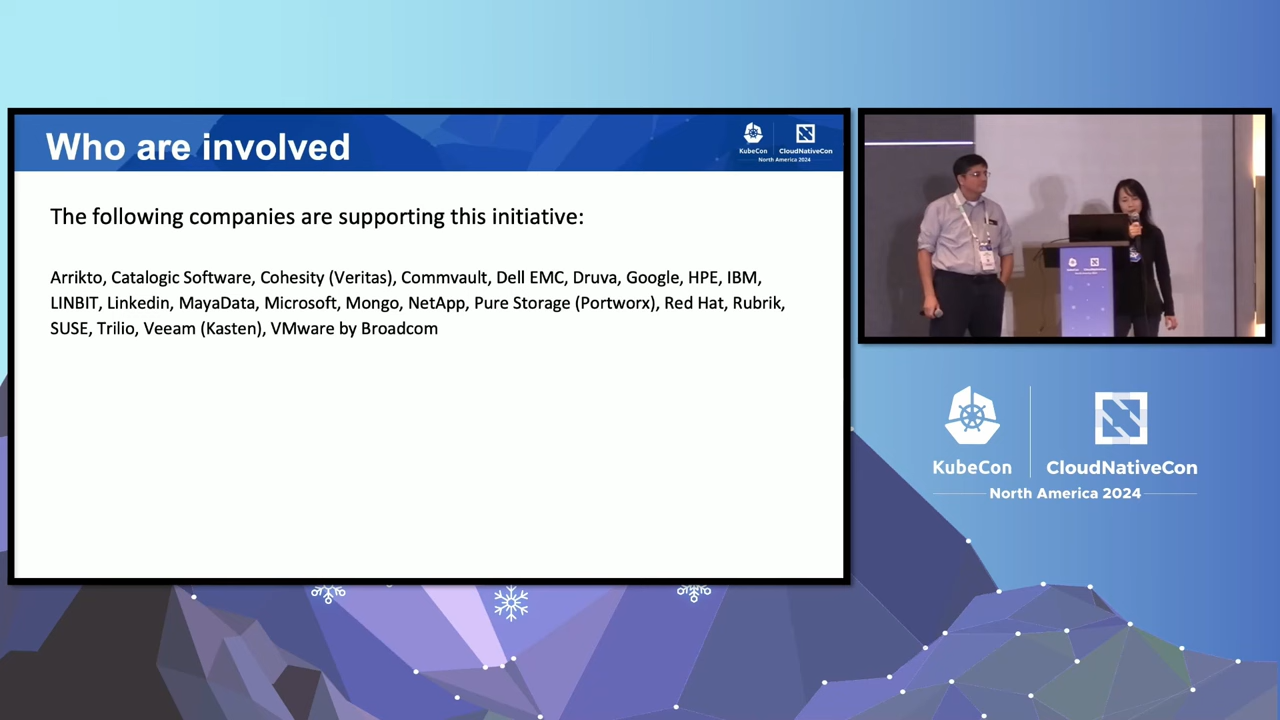 Who are involved
KubeCon
CloudNativeCon
North America 2024
The following companies are supporting this initiative:
Arrikto, Catalogic Software, Cohesity (Veritas), Commvault, Dell EMC, Druva, Google, HPE, IBM,
LINBIT, Linkedin, MayaData, Microsoft, Mongo, NetApp, Pure Storage (Portworx), Red Hat, Rubrik,
SUSE, Trilio, Veeam (Kasten), VMware by Broadcom
KubeCon
CloudNativeCon
North America 2024